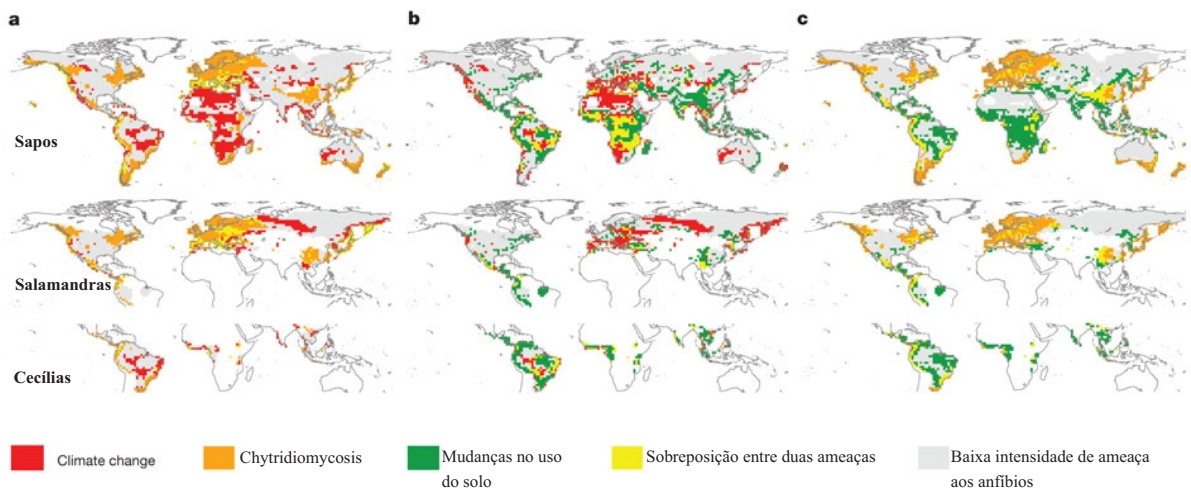 a b c
Sapos
Salamandras
Cecílias
Climate change
Chytridiomycosis
Mudanças no uso
do solo
Sobreposição entre duas ameaças
Baixa intensidade de ameaça
aos anfíbios